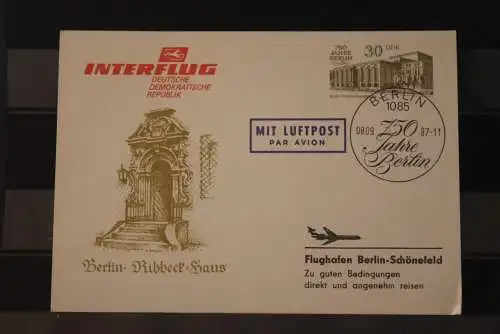 INTERFLUG
DEUTSCHE
DEMOKRATISCHE
REPUBLIK
750
JAHRE
BERLIN
30 DDR
BERLIN
1085
08.09. 87-11
750
Jahre
Berlin
MIT LUFTPOST
PAR AVION
Berlin-Ribbeck-Haus
Flughafen Berlin-Schönefeld
Zu guten Bedingungen
direkt und angenehm reisen